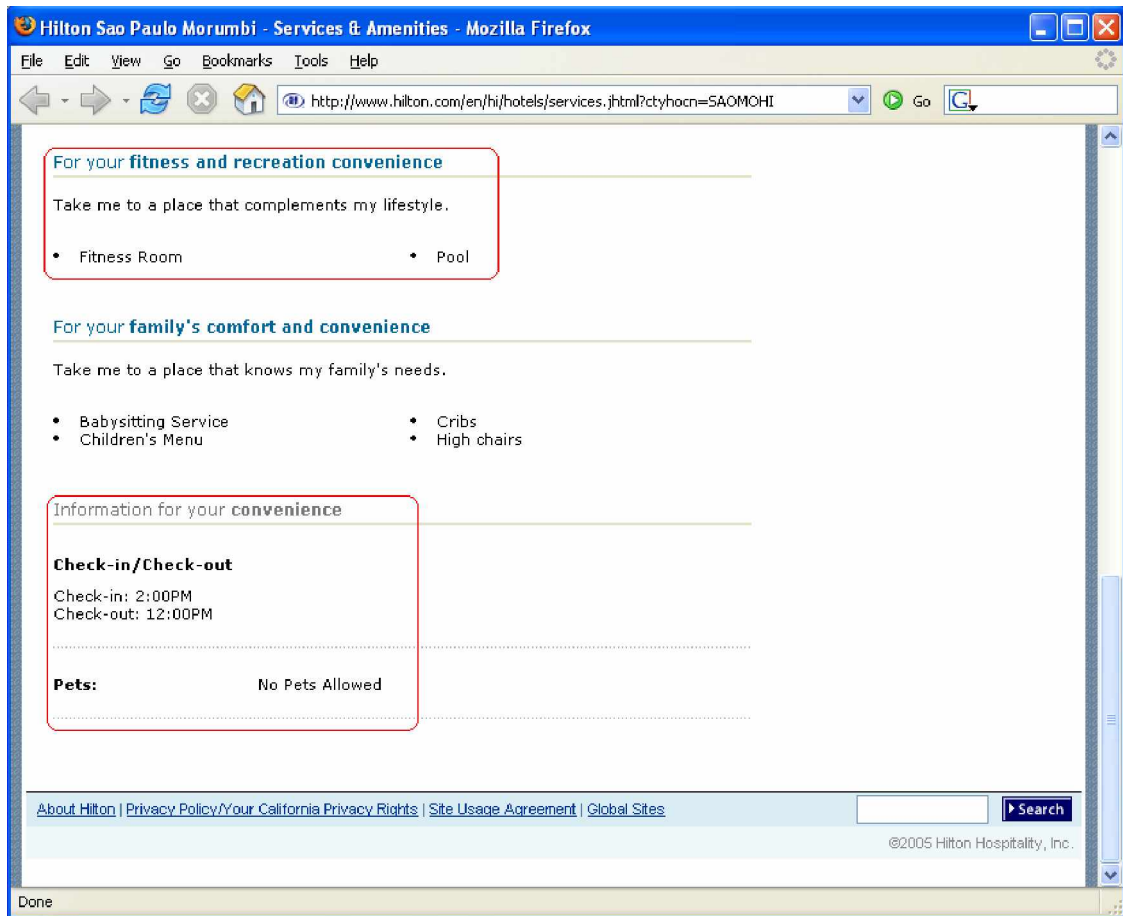 Hilton Sao Paulo Morumbi - Services & Amenities - Mozilla Firefox
File Edit View Go Bookmarks Tools Help
http://www.hilton.com/en/hi/hotels/services.jhtml?ctyhocn=SAOMOHI Go G
For your fitness and recreation convenience
Take me to a place that complements my lifestyle.
• Fitness Room • Pool
For your family's comfort and convenience
Take me to a place that knows my family's needs.
• Babysitting Service • Cribs
• Children's Menu • High chairs
Information for your convenience
Check-in/Check-out
Check-in: 2:00PM
Check-out: 12:00PM
Pets: No Pets Allowed
About Hilton | Privacy Policy/Your California Privacy Rights | Site Usage Agreement | Global Sites Search
©2005 Hilton Hospitality, Inc.
Done